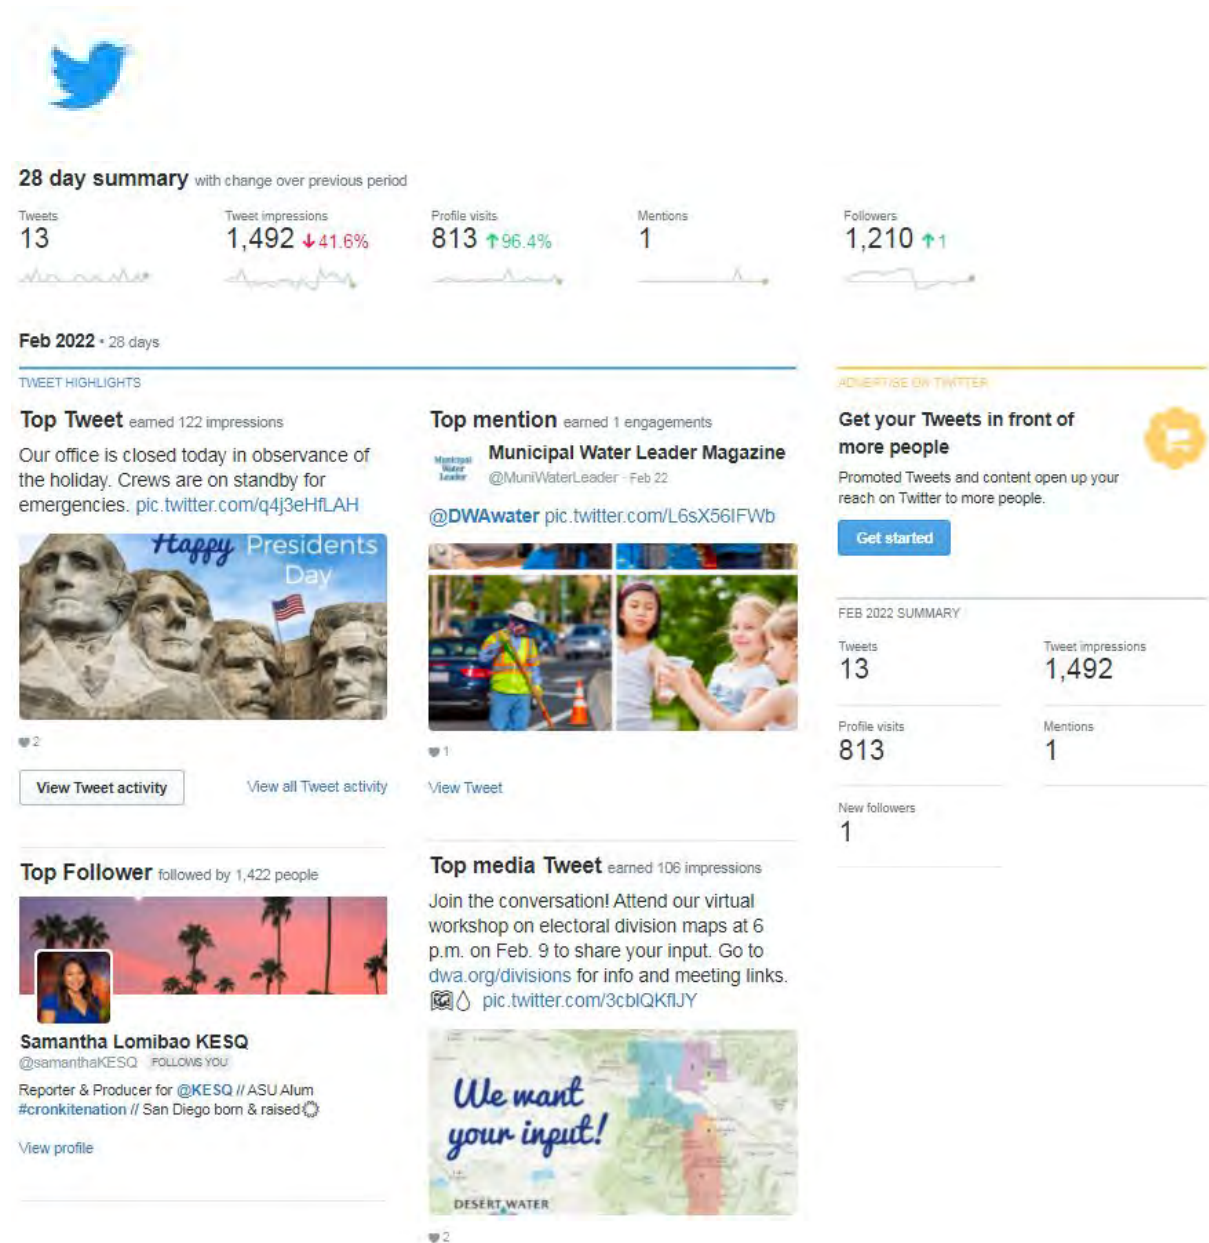 28 day summary with change over previous period
Tweets
13
Tweet impressions
1,492 ↓41.6%
Profile visits
813 ↑96.4%
Mentions
1
Followers
1,210 ↑1
Feb 2022 • 28 days
TWEET HIGHLIGHTS
Top Tweet earned 122 impressions
Our office is closed today in observance of
the holiday. Crews are on standby for
emergencies. pic.twitter.com/q4j3eHfLAH
Happy Presidents
Day
2
View Tweet activity
View all Tweet activity
Top mention earned 1 engagements
Municipal
Water
Leader
Municipal Water Leader Magazine
@MuniWaterLeader · Feb 22
@DWAwater pic.twitter.com/L6sX56IFWb
1
View Tweet
Top Follower followed by 1,422 people
Samantha Lomibao KESQ
@samanthaKESQ FOLLOWS YOU
Reporter & Producer for @KESQ // ASU Alum
#cronkitenation // San Diego born & raised
View profile
Top media Tweet earned 106 impressions
Join the conversation! Attend our virtual
workshop on electoral division maps at 6
p.m. on Feb. 9 to share your input. Go to
dwa.org/divisions for info and meeting links.
pic.twitter.com/3cblQKflJY
We want
your input!
DESERT WATER
2
ADVERTISE ON TWITTER
Get your Tweets in front of
more people
Promoted Tweets and content open up your
reach on Twitter to more people.
Get started
FEB 2022 SUMMARY
Tweets
13
Tweet impressions
1,492
Profile visits
813
Mentions
1
New followers
1